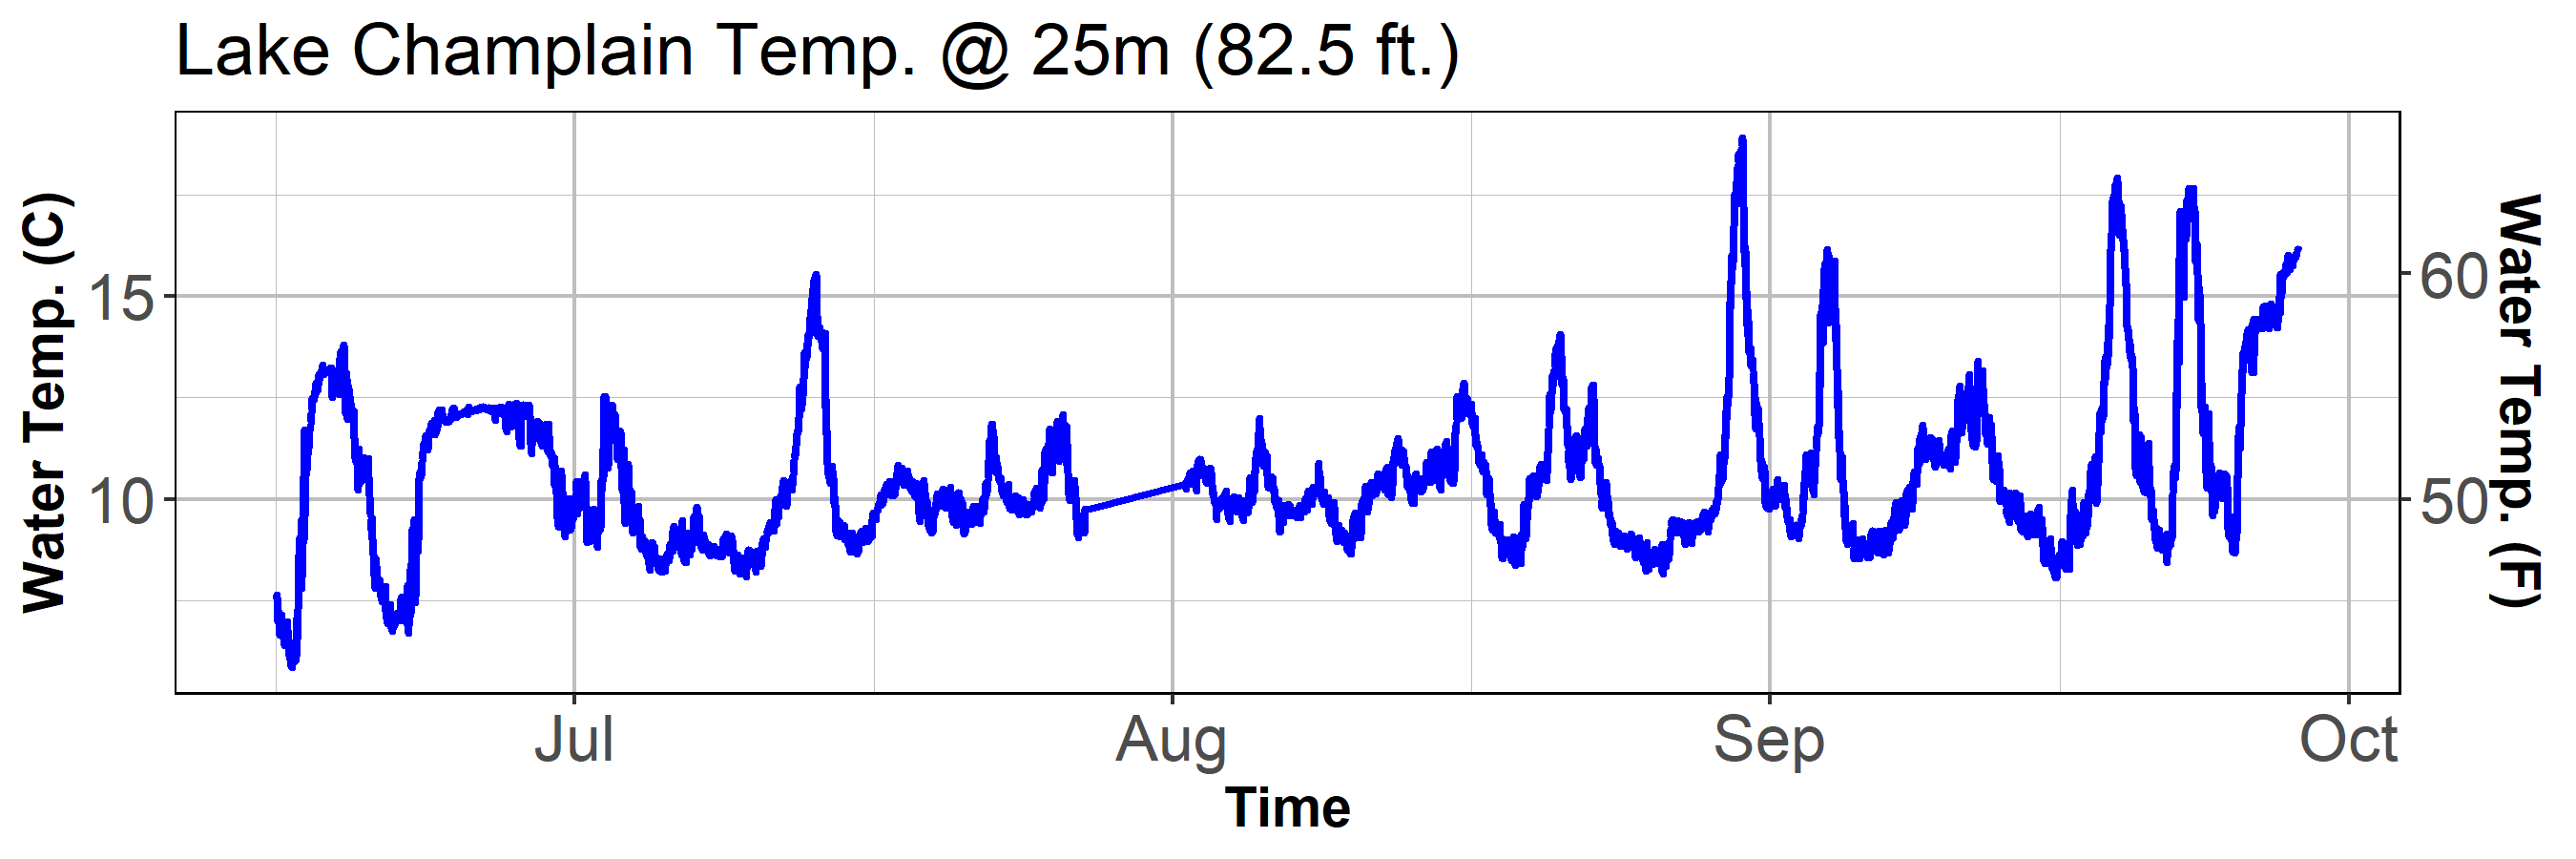 Lake Champlain Temp. @ 25m (82.5 ft.)
Water Temp. (C)
15
10
60
50
Water Temp. (F)
Jul
Aug
Sep
Oct
Time